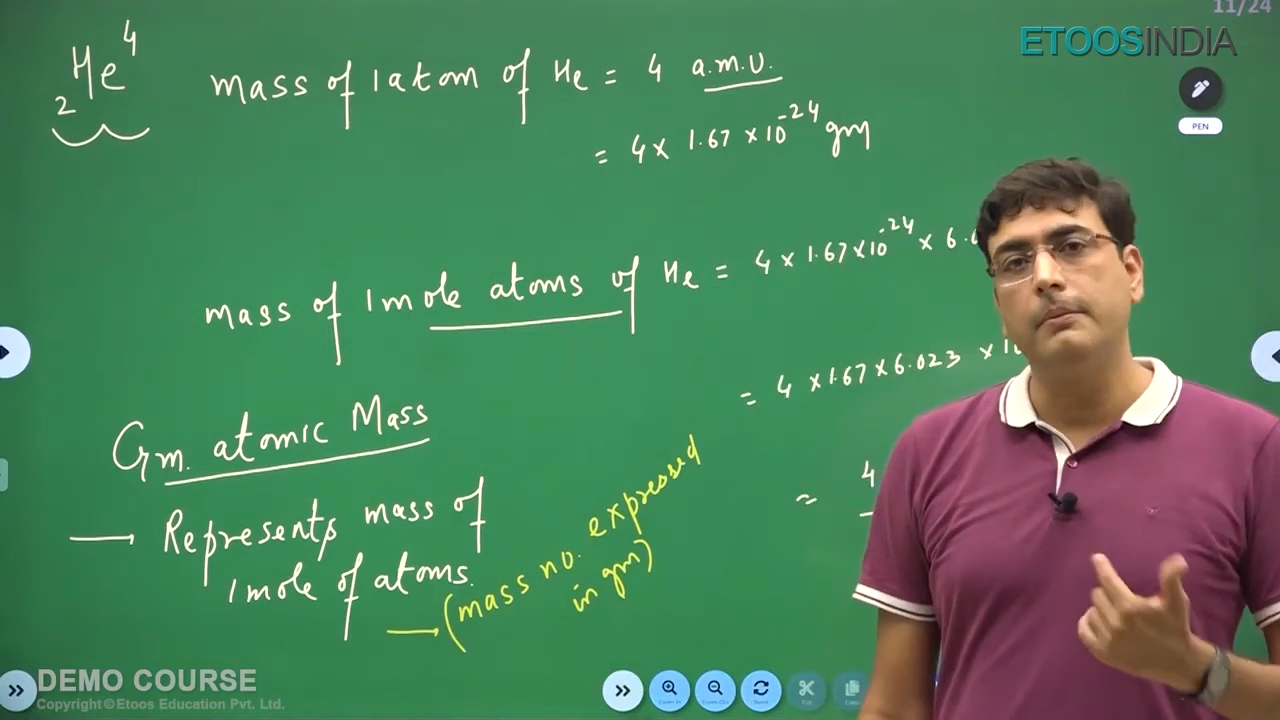 11/24
ETOOSINDIA
₂He⁴ mass of 1 atom of He = 4 a.m.u.
= 4 × 1.67 × 10⁻²⁴ gm
PEN
mass of 1 mole atoms of He = 4 × 1.67 × 10⁻²⁴ × 6.
= 4 × 1.67 × 6.023 × 10
= 4
Gm. atomic Mass
→ Represents mass of
1 mole of atoms.
→ (mass no. expressed
in gm)
DEMO COURSE
Copyright © Etoos Education Pvt. Ltd.